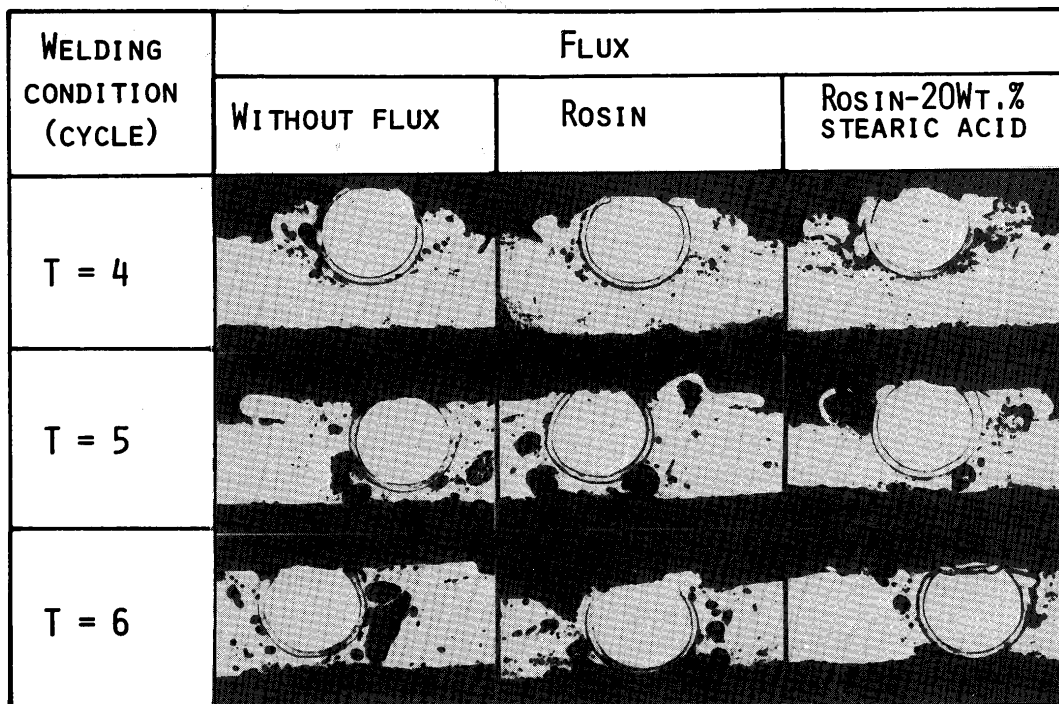 WELDING
CONDITION
(CYCLE)
FLUX
WITHOUT FLUX
ROSIN
ROSIN-20WT.%
STEARIC ACID
T = 4
T = 5
T = 6